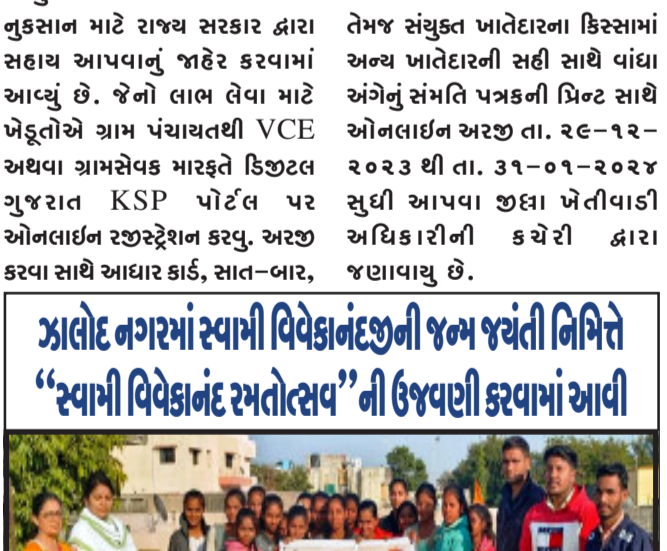 નુકસાન માટે રાજ્ય સરકાર દ્વારા
સહાય આપવાનું જાહેર કરવામાં
આવ્યું છે. જેનો લાભ લેવા માટે
ખેડૂતોએ ગ્રામ પંચાયતથી VCE
અથવા ગ્રામસેવક મારફતે ડિજીટલ
ગુજરાત KSP પોર્ટલ પર
ઓનલાઈન રજીસ્ટ્રેશન કરવુ. અરજી
કરવા સાથે આધાર કાર્ડ, સાત-બાર,
તેમજ સંયુક્ત ખાતેદારના કિસ્સામાં
અન્ય ખાતેદારની સહી સાથે વાંધા
અંગેનું સંમતિ પત્રકની પ્રિન્ટ સાથે
ઓનલાઈન અરજી તા. ૨૯-૧૨-
૨૦૨૩ થી તા. ૩૧-૦૧-૨૦૨૪
સુધી આપવા જીલ્લા ખેતીવાડી
અધિકારીની કચેરી દ્વારા
જણાવાયુ છે.
ઝાલોદ નગરમાં સ્વામી વિવેકાનંદજીની જન્મ જયંતી નિમિત્તે
“સ્વામી વિવેકાનંદ રમતોત્સવ”ની ઉજવણી કરવામાં આવી